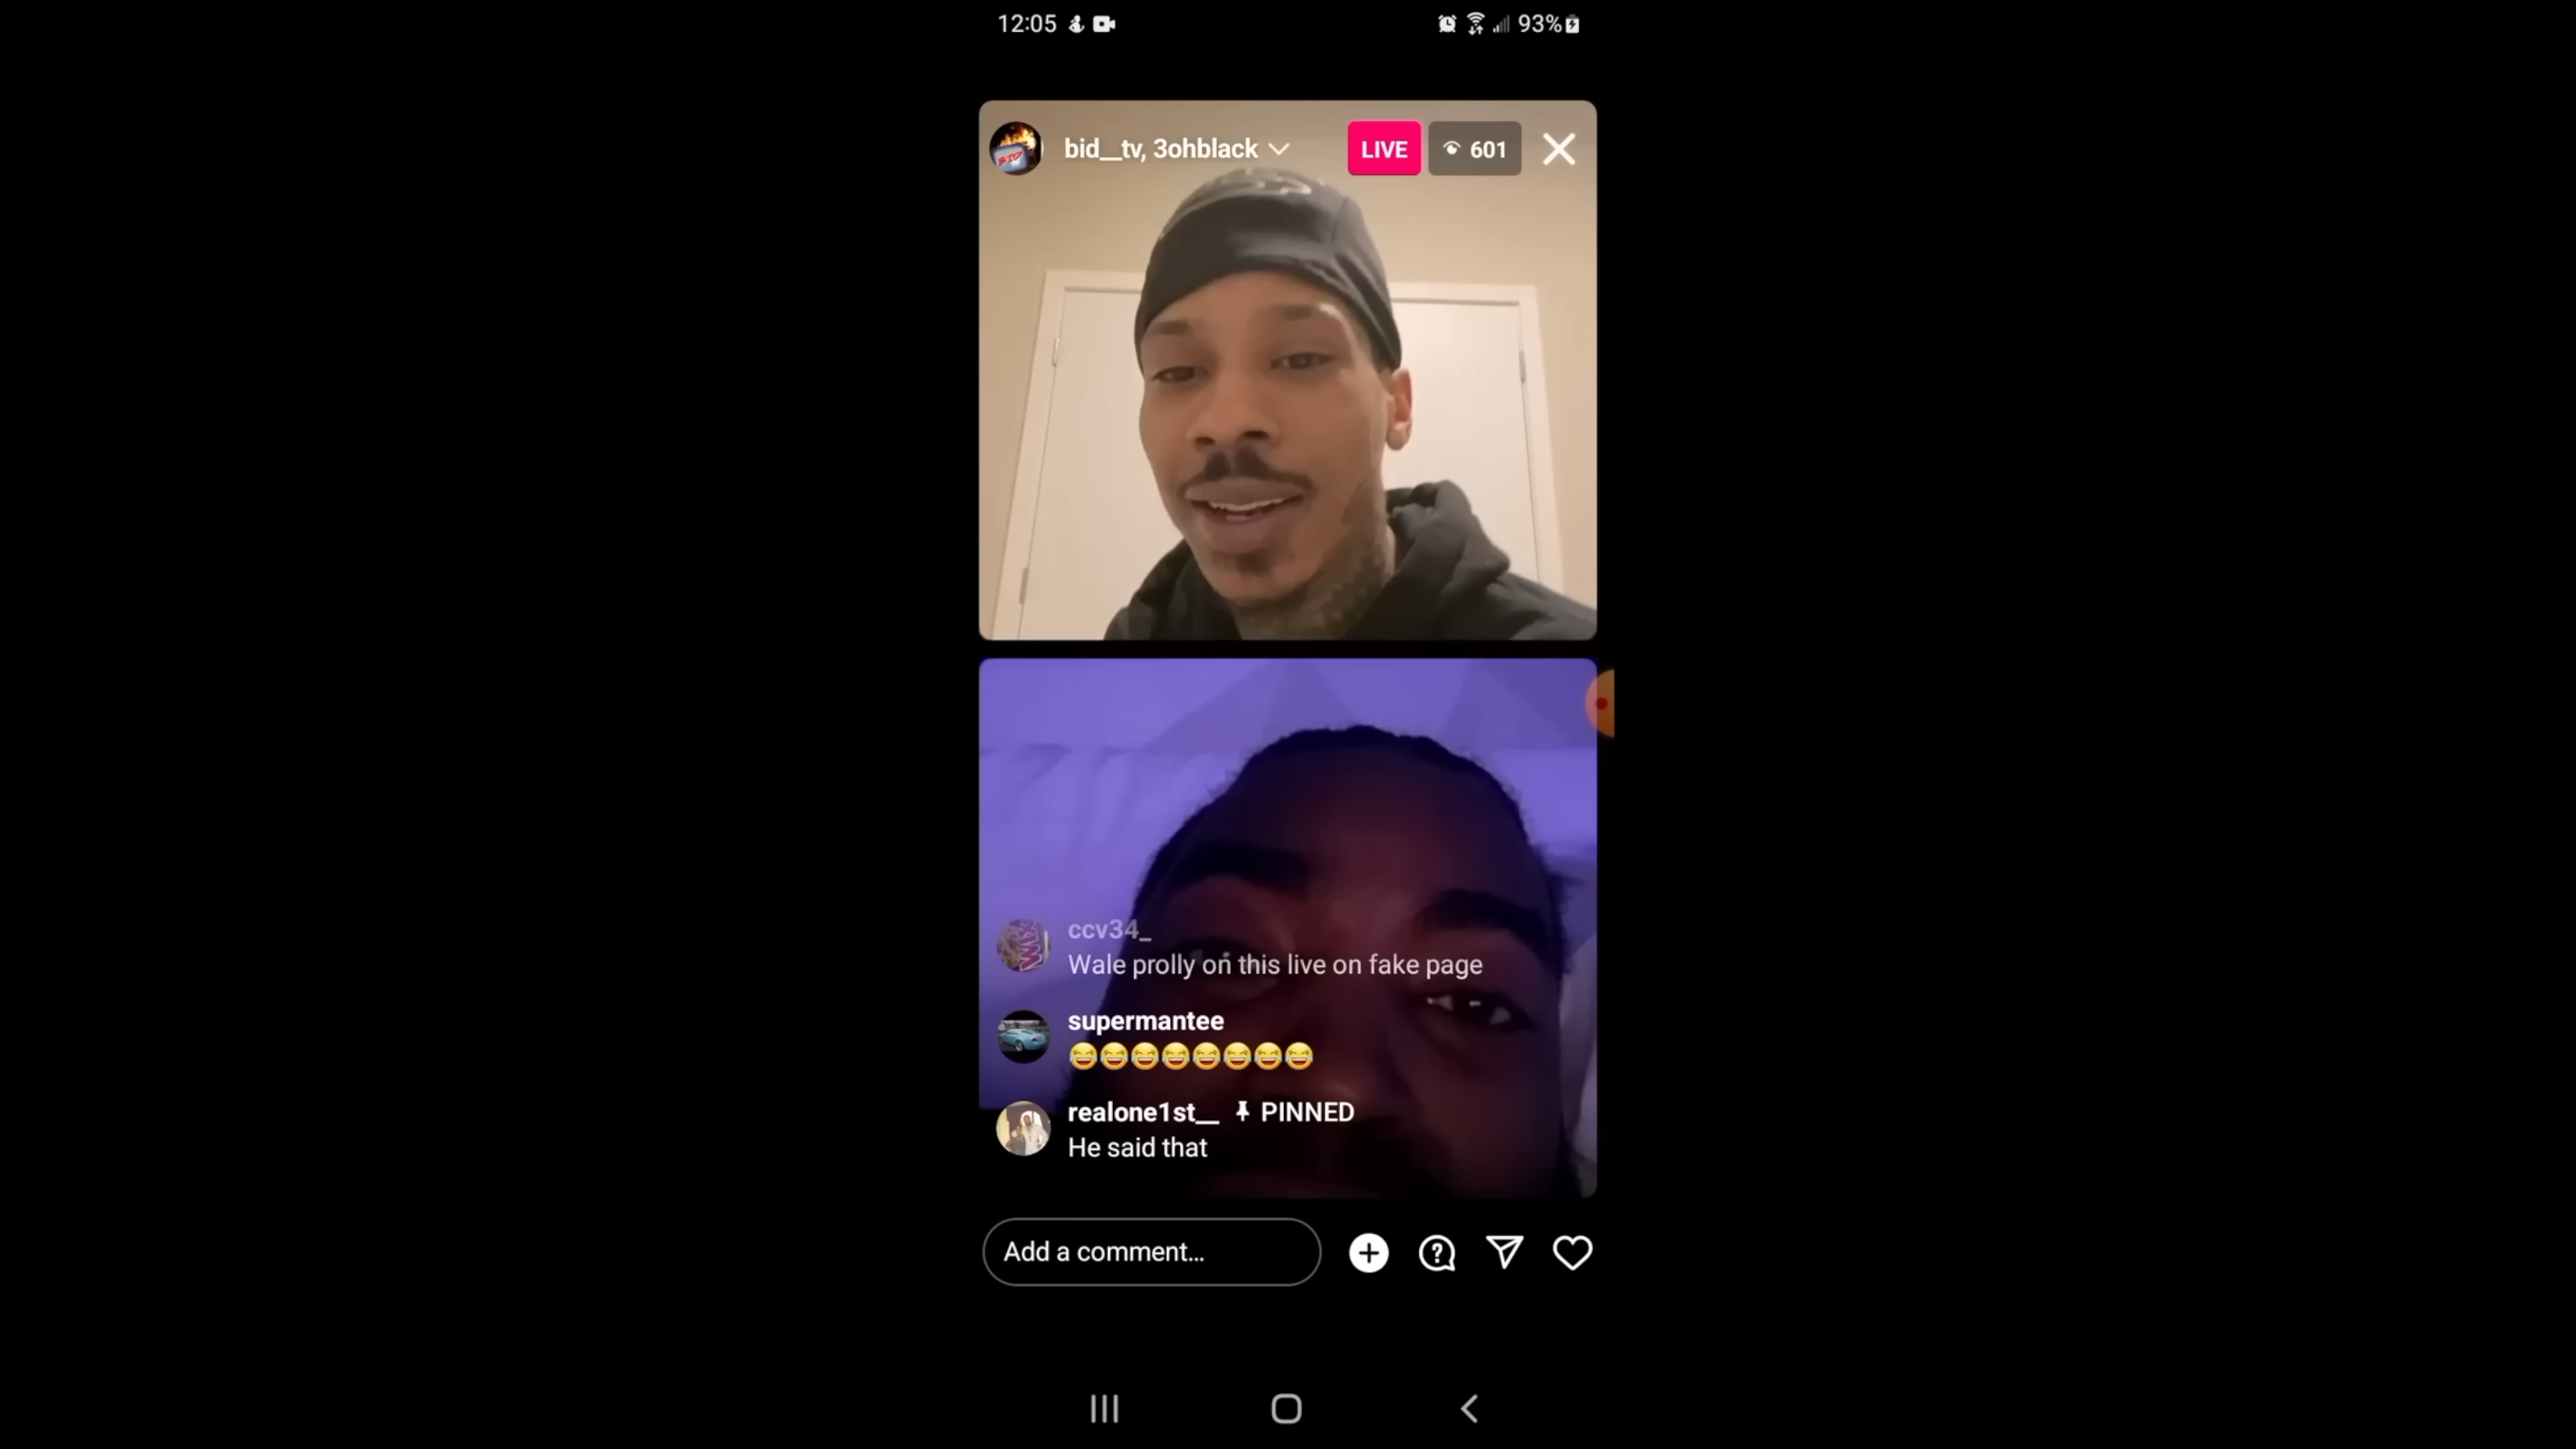 12:05
93%
bid__tv, 3ohblack
LIVE
601
ccv34_
Wale prolly on this live on fake page
supermantee
😂😂😂😂😂😂😂😂
realone1st__ PINNED
He said that
Add a comment...